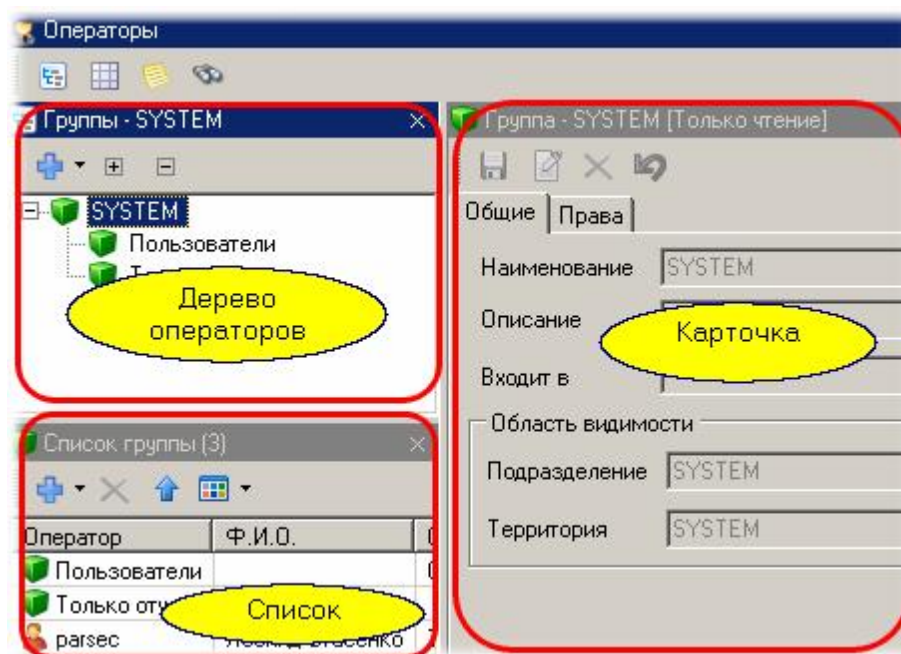 Операторы
Группы - SYSTEM
SYSTEM
Пользователи
Дерево
операторов
Список группы (3)
Оператор Ф.И.О.
Пользователи
Только
Список
parsec
Группа - SYSTEM [Только чтение]
Общие Права
Наименование SYSTEM
Описание
Карточка
Входит в
Область видимости
Подразделение SYSTEM
Территория SYSTEM